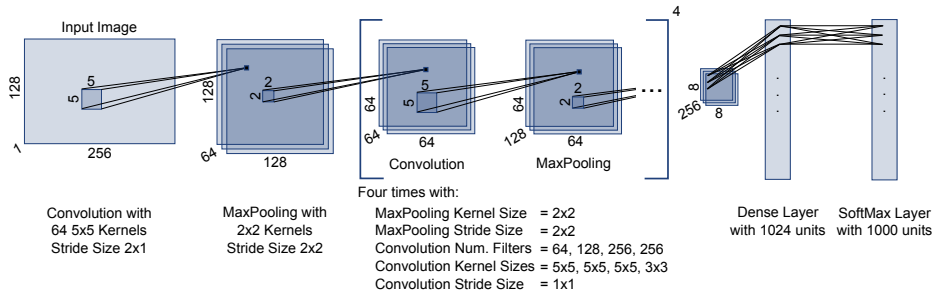 Input Image
128
5
5
256
1
128
2
2
128
64
64
5
5
64
64
Convolution
64
2
2
64
128
MaxPooling
...
4
8
8
256
Convolution with
64 5x5 Kernels
Stride Size 2x1
MaxPooling with
2x2 Kernels
Stride Size 2x2
Four times with:
MaxPooling Kernel Size = 2x2
MaxPooling Stride Size = 2x2
Convolution Num. Filters = 64, 128, 256, 256
Convolution Kernel Sizes = 5x5, 5x5, 5x5, 3x3
Convolution Stride Size = 1x1
Dense Layer
with 1024 units
SoftMax Layer
with 1000 units